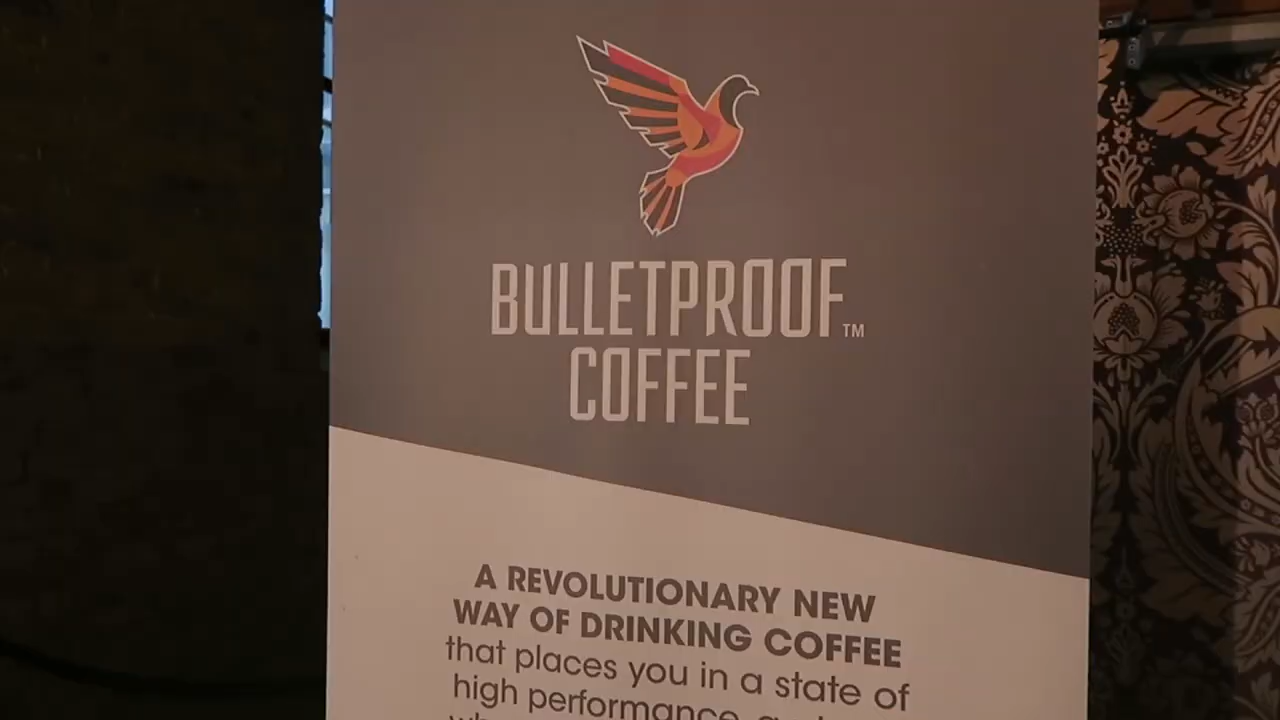 BULLETPROOF™
COFFEE
A REVOLUTIONARY NEW
WAY OF DRINKING COFFEE
that places you in a state of
high performance